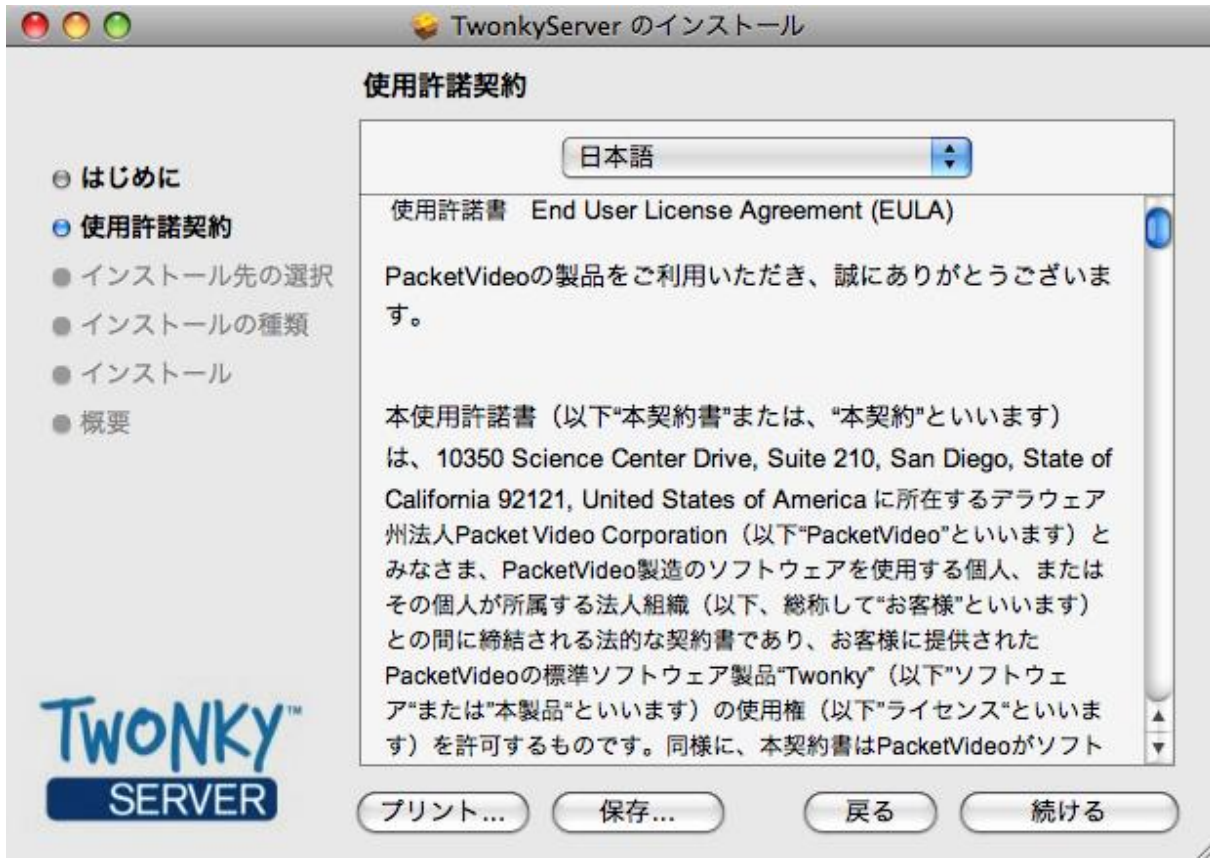 TwonkyServer のインストール
使用許諾契約
はじめに
使用許諾契約
インストール先の選択
インストールの種類
インストール
概要
日本語
使用許諾書　End User License Agreement (EULA)
PacketVideoの製品をご利用いただき、誠にありがとうございま
す。
本使用許諾書（以下“本契約書”または、“本契約”といいます）
は、10350 Science Center Drive, Suite 210, San Diego, State of
California 92121, United States of America に所在するデラウェア
州法人Packet Video Corporation（以下“PacketVideo”といいます）と
みなさま、PacketVideo製造のソフトウェアを使用する個人、または
その個人が所属する法人組織（以下、総称して“お客様”といいます）
との間に締結される法的な契約書であり、お客様に提供された
PacketVideoの標準ソフトウェア製品“Twonky”（以下”ソフトウェ
ア“または”本製品“といいます）の使用権（以下”ライセンス“といいま
す）を許可するものです。同様に、本契約書はPacketVideoがソフト
TWONKY™
SERVER
プリント...
保存...
戻る
続ける